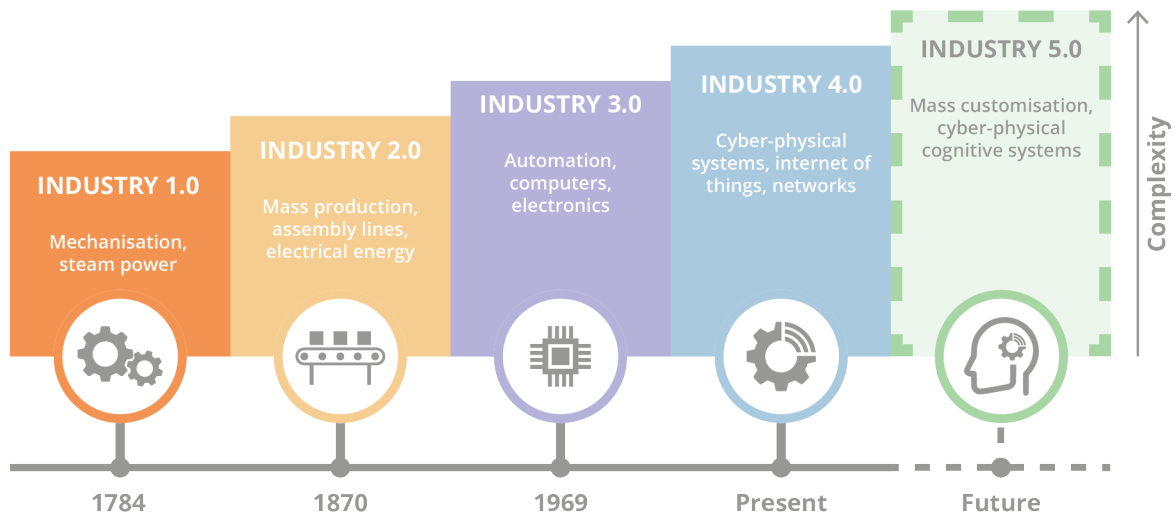 INDUSTRY 1.0
Mechanisation,
steam power
INDUSTRY 2.0
Mass production,
assembly lines,
electrical energy
INDUSTRY 3.0
Automation,
computers,
electronics
INDUSTRY 4.0
Cyber-physical
systems, internet of
things, networks
INDUSTRY 5.0
Mass customisation,
cyber-physical
cognitive systems
Complexity
1784
1870
1969
Present
Future